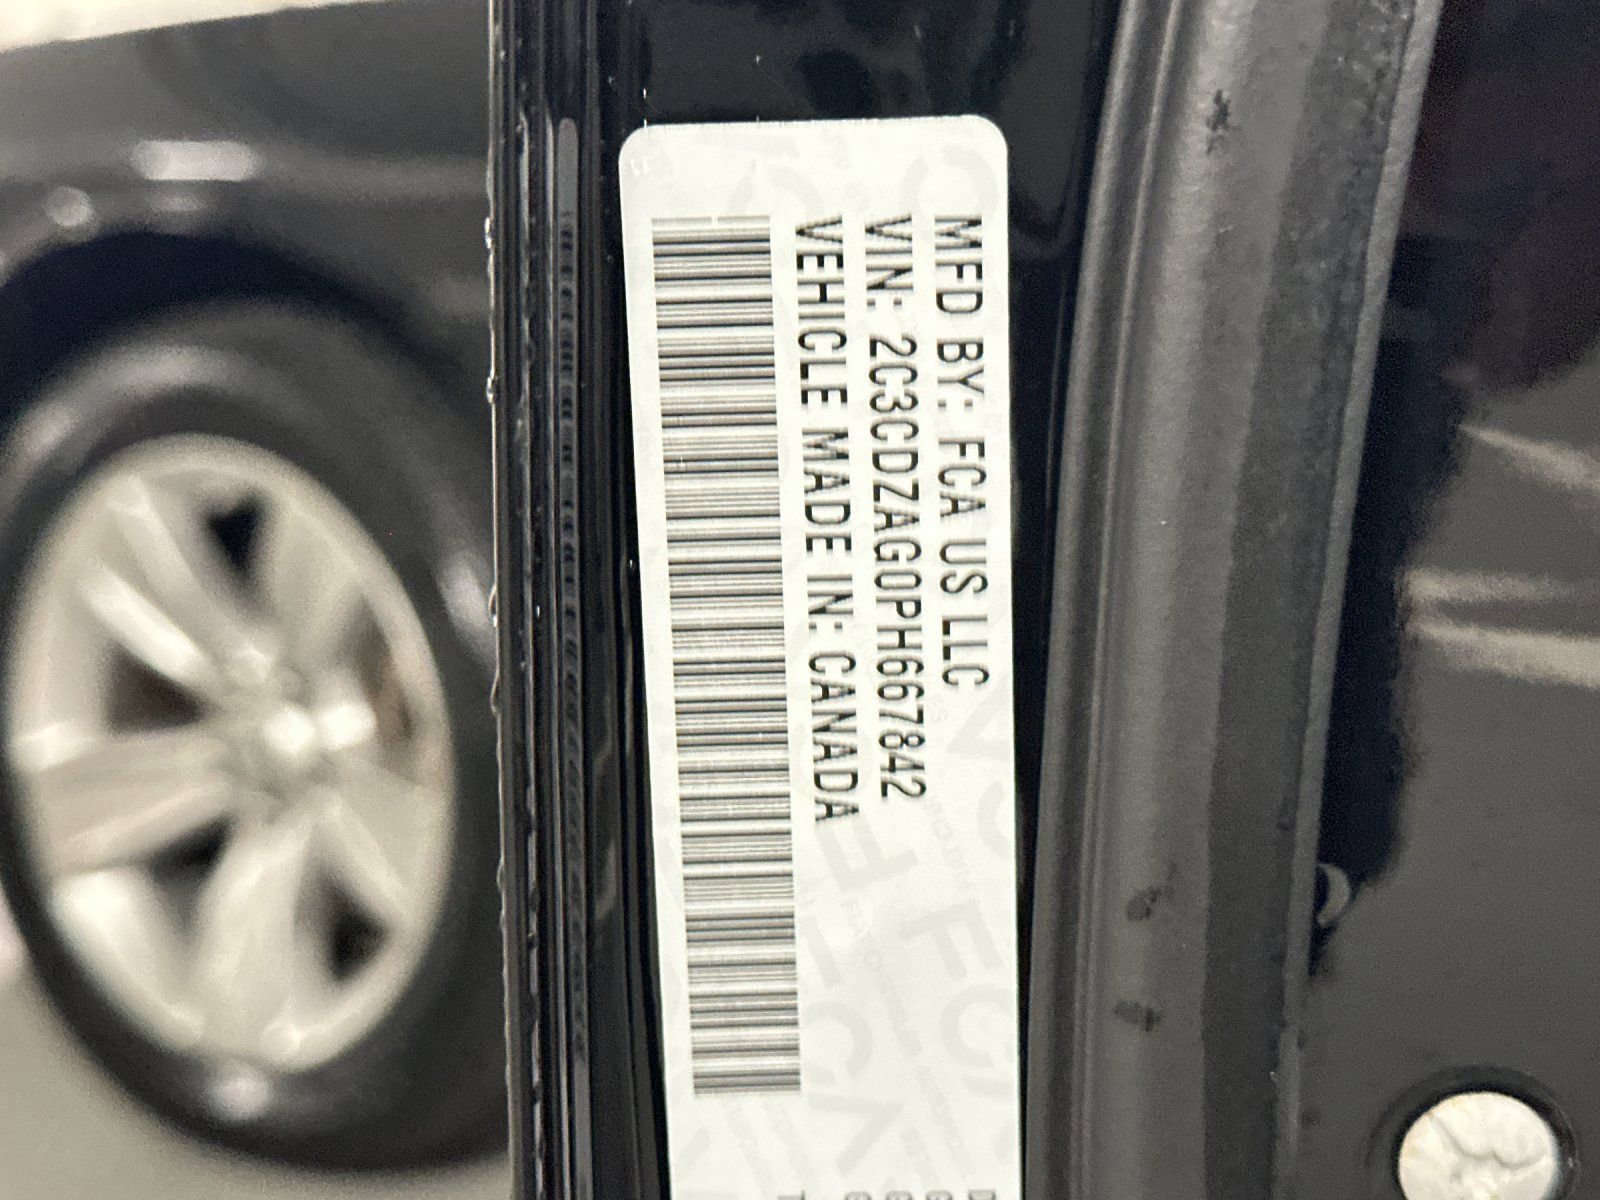 MFD BY: FCA US LLC
VIN: 2C3CDZAG0PH667842
VEHICLE MADE IN: CANADA